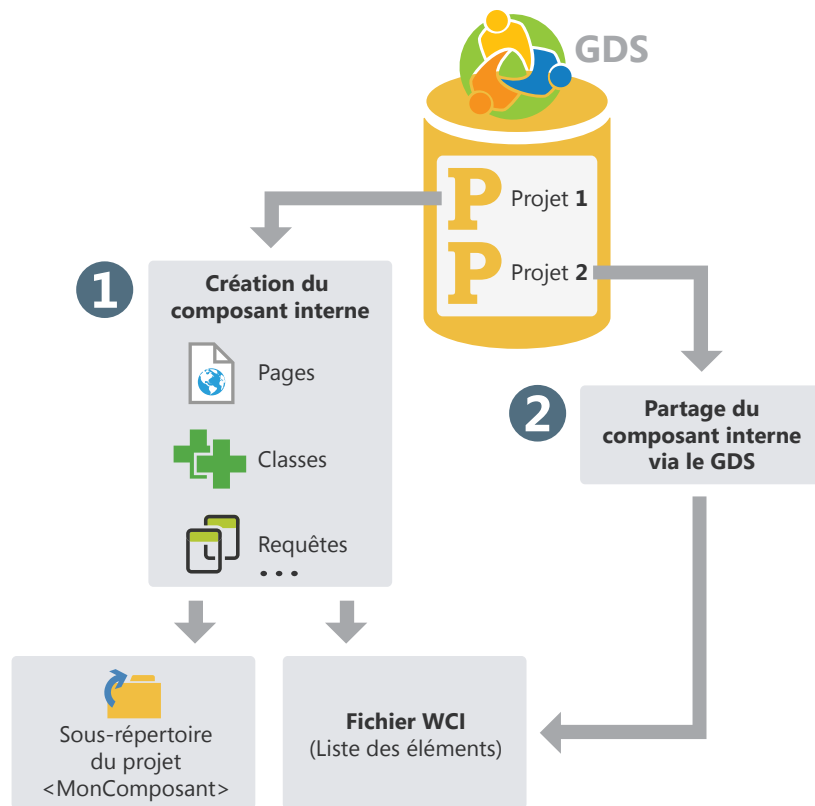 GDS
P Projet 1
P Projet 2
1
Création du
composant interne
Pages
Classes
Requêtes
...
2
Partage du
composant interne
via le GDS
Sous-répertoire
du projet
<MonComposant>
Fichier WCI
(Liste des éléments)